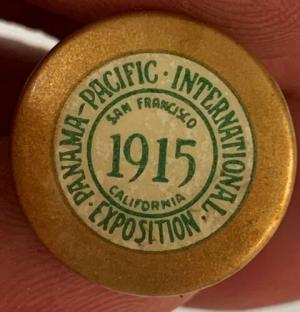 PANAMA-PACIFIC · INTERNATIONAL · EXPOSITION ·
SAN FRANCISCO
1915
CALIFORNIA